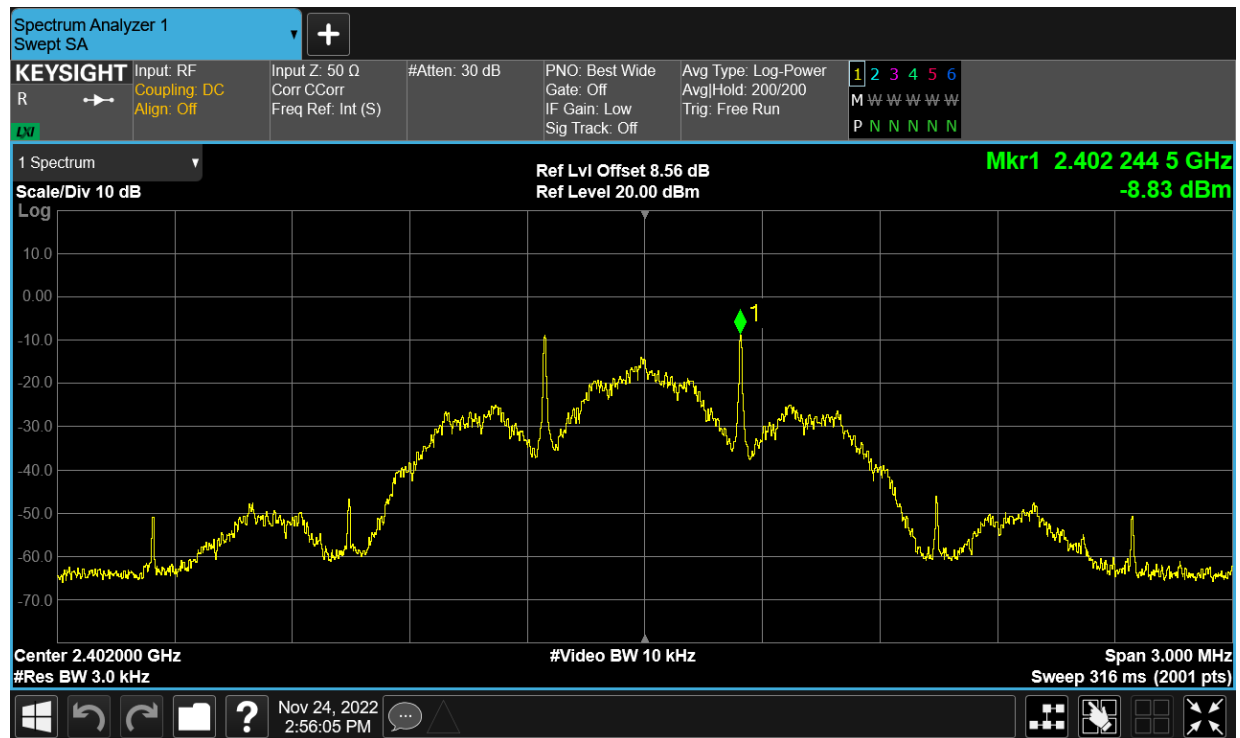 Spectrum Analyzer 1
Swept SA
+
KEYSIGHT
R
LXI
Input: RF
Coupling: DC
Align: Off
Input Z: 50 Ω
Corr CCorr
Freq Ref: Int (S)
#Atten: 30 dB
PNO: Best Wide
Gate: Off
IF Gain: Low
Sig Track: Off
Avg Type: Log-Power
Avg|Hold: 200/200
Trig: Free Run
1 2 3 4 5 6
M W W W W W
P N N N N N
1 Spectrum
Scale/Div 10 dB
Log
Ref Lvl Offset 8.56 dB
Ref Level 20.00 dBm
Mkr1 2.402 244 5 GHz
-8.83 dBm
10.0
0.00
-10.0
-20.0
-30.0
-40.0
-50.0
-60.0
-70.0
1
Center 2.402000 GHz
#Res BW 3.0 kHz
#Video BW 10 kHz
Span 3.000 MHz
Sweep 316 ms (2001 pts)
?
Nov 24, 2022
2:56:05 PM